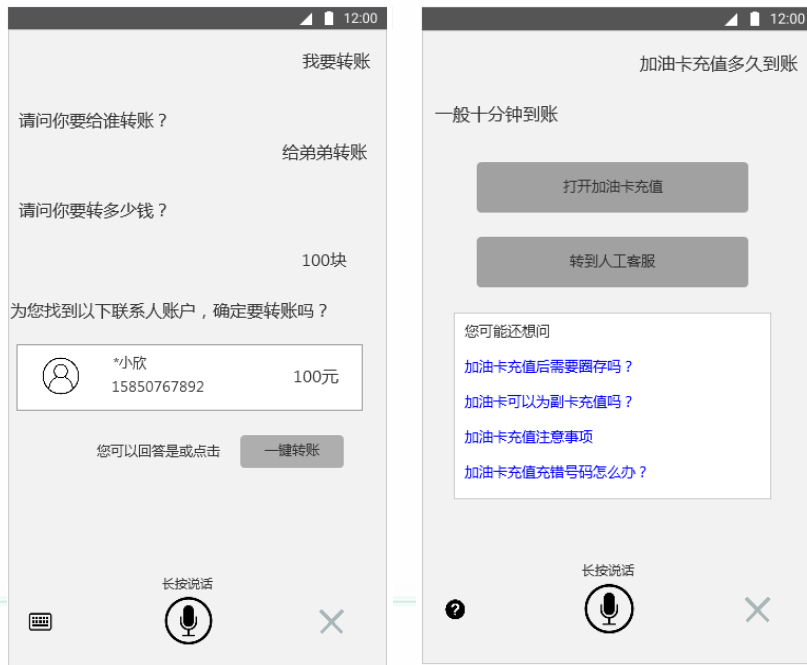 12:00
我要转账
请问你要给谁转账？
给弟弟转账
请问你要转多少钱？
100块
为您找到以下联系人账户，确定要转账吗？
*小欣
15850767892
100元
您可以回答是或点击
一键转账
长按说话
12:00
加油卡充值多久到账
一般十分钟到账
打开加油卡充值
转到人工客服
您可能还想问
加油卡充值后需要圈存吗？
加油卡可以为副卡充值吗？
加油卡充值注意事项
加油卡充值充错号码怎么办？
长按说话
?